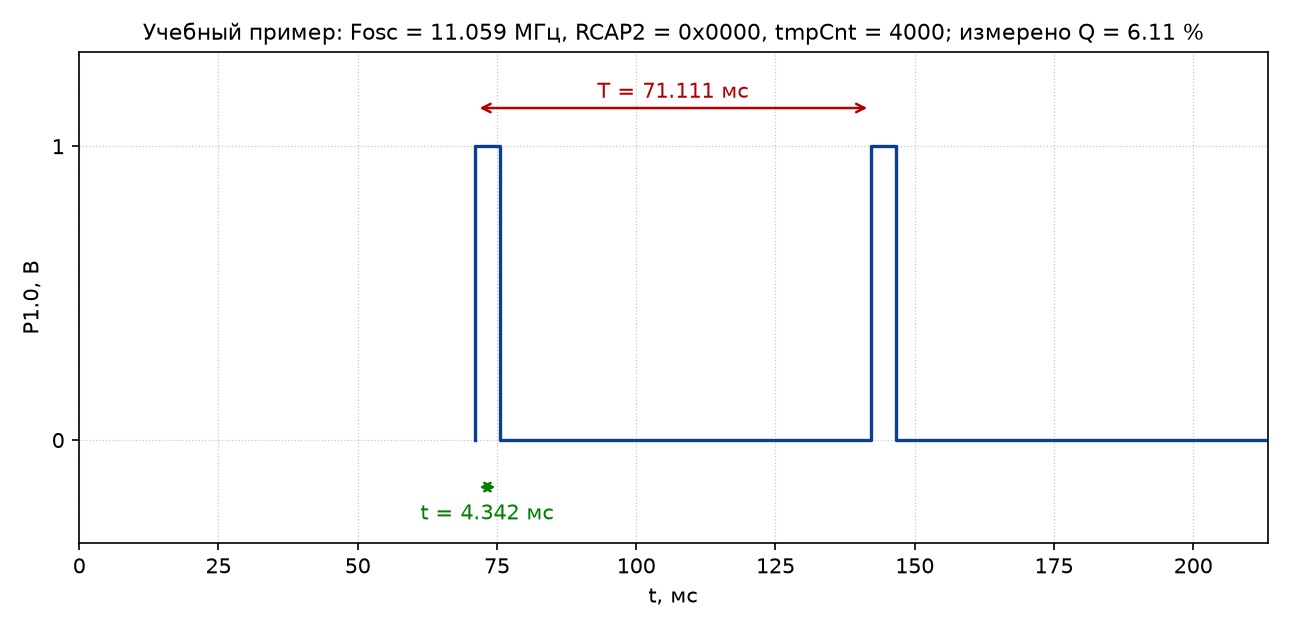 Учебный пример: Fosc = 11.059 МГц, RCAP2 = 0x0000, tmpCnt = 4000; измерено Q = 6.11 %
T = 71.111 мс
1
P1.0, В
0
t = 4.342 мс
0 25 50 75 100 125 150 175 200
t, мс